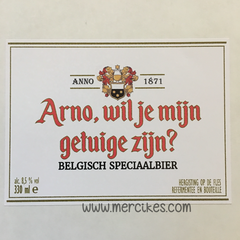 ANNO 1871
Arno, wil je mijn
getuige zijn?
BELGISCH SPECIAALBIER
alc. 8,5 % vol
330 ml e
HERGISTING OP DE FLES
REFERMENTEE EN BOUTEILLE
www.mercikes.com